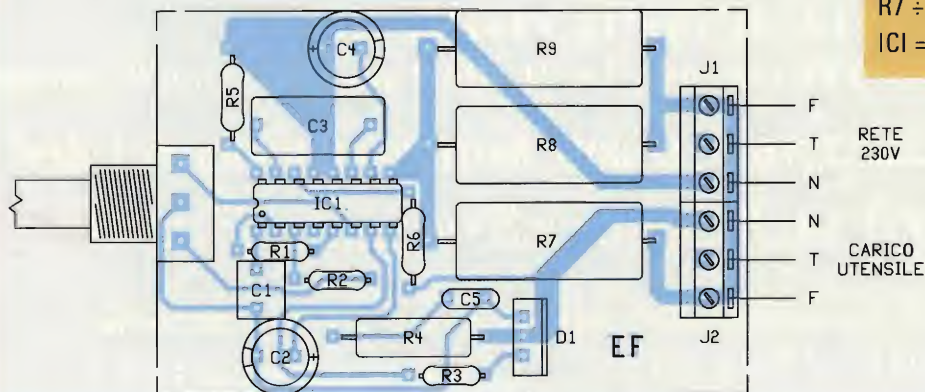 R7 ÷
IC1 =
C4
R9
J1
R5
F
C3
R8
T
RETE
230V
N
IC1
N
R1
R6
R7
T
CARICO
UTENSILE
C1
R2
C5
F
C2
R4
D1
EF
J2
R3